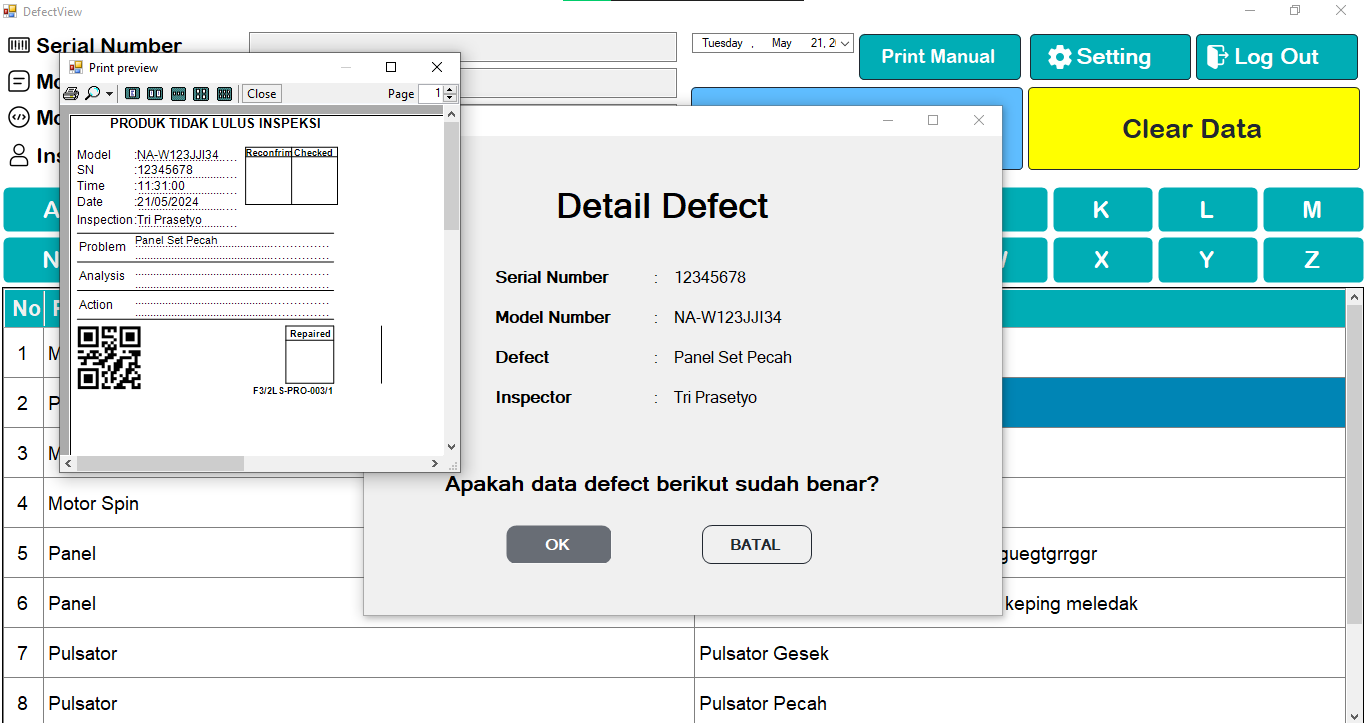 DefectView
Serial Number
Tuesday , May 21, 2
Print Manual
Setting
Log Out
Clear Data
Print preview
Close
Page 1
PRODUK TIDAK LULUS INSPEKSI
Model :NA-W123JJI34
SN :12345678
Time :11:31:00
Date :21/05/2024
Inspection:Tri Prasetyo
Reconfrim Checked
Problem Panel Set Pecah
Analysis
Action
Repaired
F3/2LS-PRO-003/1
Detail Defect
Serial Number : 12345678
Model Number : NA-W123JJI34
Defect : Panel Set Pecah
Inspector : Tri Prasetyo
Apakah data defect berikut sudah benar?
OK
BATAL
A K L M
N X Y Z
No
1 M
2 P
3 M
4 Motor Spin
5 Panel guegtgrrggr
6 Panel keping meledak
7 Pulsator Pulsator Gesek
8 Pulsator Pulsator Pecah